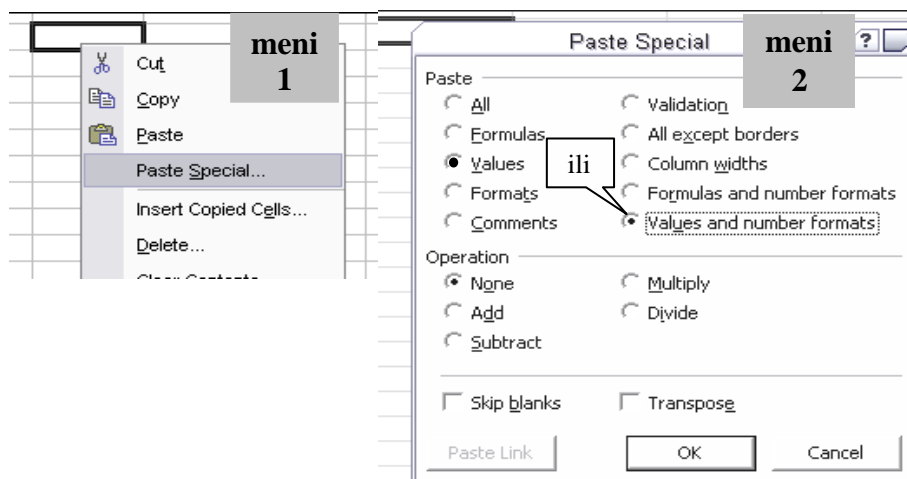 meni
1
Cut
Copy
Paste
Paste Special...
Insert Copied Cells...
Delete...
Clear Contents
Paste Special
meni
2
?
Paste
All
Formulas
Values
Formats
Comments
ili
Validation
All except borders
Column widths
Formulas and number formats
Values and number formats
Operation
None
Add
Subtract
Multiply
Divide
Skip blanks
Transpose
Paste Link
OK
Cancel